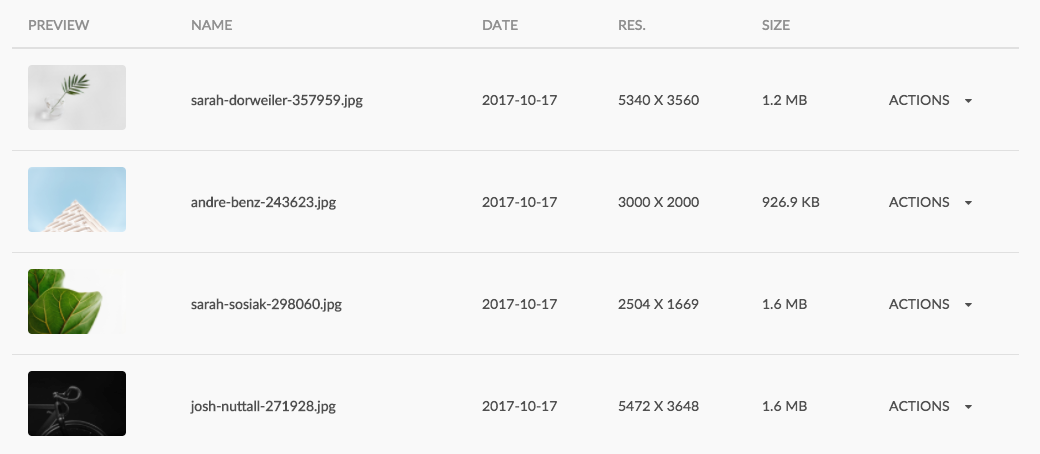 PREVIEW NAME DATE RES. SIZE
sarah-dorweiler-357959.jpg 2017-10-17 5340 X 3560 1.2 MB ACTIONS
andre-benz-243623.jpg 2017-10-17 3000 X 2000 926.9 KB ACTIONS
sarah-sosiak-298060.jpg 2017-10-17 2504 X 1669 1.6 MB ACTIONS
josh-nuttall-271928.jpg 2017-10-17 5472 X 3648 1.6 MB ACTIONS